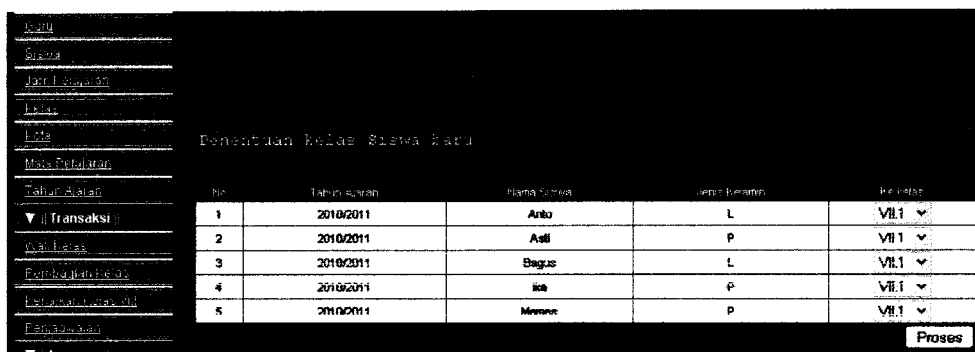 Guru
Siswa
Jam Pelajaran
Kelas
Kota
Mata Pelajaran
Tahun Ajaran
▼ Transaksi
Wali Kelas
Pembagian Kelas
Penjadwalan
Penentuan kelas Siswa baru
No Tahun Ajaran Nama Siswa Jenis Kelamin Ke Kelas
1 2010/2011 Anto L VII.1
2 2010/2011 Asti P VII.1
3 2010/2011 Bagus L VII.1
4 2010/2011 Ika P VII.1
5 2010/2011 P VII.1
Proses